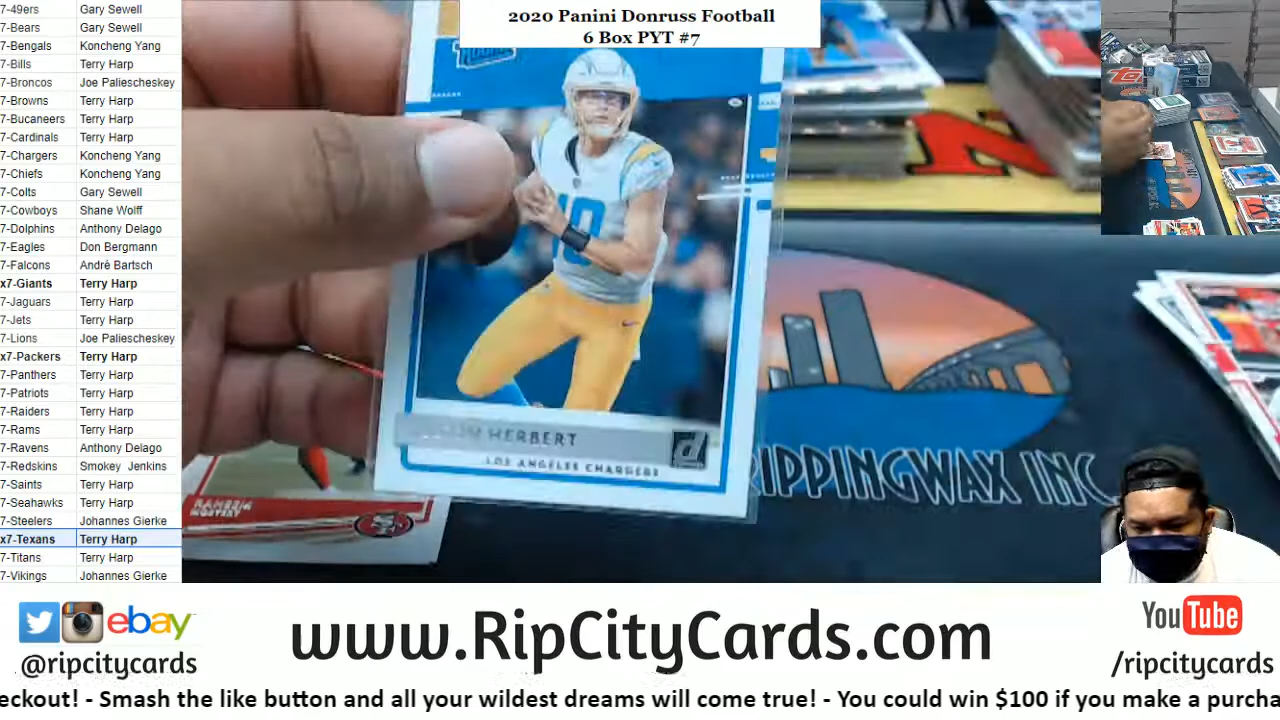 2020 Panini Donruss Football
6 Box PYT #7
7-49ers Gary Sewell
7-Bears Gary Sewell
7-Bengals Koncheng Yang
7-Bills Terry Harp
7-Broncos Joe Paliescheskey
7-Browns Terry Harp
7-Bucaneers Terry Harp
7-Cardinals Terry Harp
7-Chargers Koncheng Yang
7-Chiefs Koncheng Yang
7-Colts Gary Sewell
7-Cowboys Shane Wolff
7-Dolphins Anthony Delago
7-Eagles Don Bergmann
7-Falcons Andrè Bartsch
x7-Giants Terry Harp
7-Jaguars Terry Harp
7-Jets Terry Harp
7-Lions Joe Paliescheskey
x7-Packers Terry Harp
7-Panthers Terry Harp
7-Patriots Terry Harp
7-Raiders Terry Harp
7-Rams Terry Harp
7-Ravens Anthony Delago
7-Redskins Smokey Jenkins
7-Saints Terry Harp
7-Seahawks Terry Harp
7-Steelers Johannes Gierke
x7-Texans Terry Harp
7-Titans Terry Harp
7-Vikings Johannes Gierke
10
HERBERT
LOS ANGELES CHARGERS
RIPPINGWAX INC
ebay
@ripcitycards
www.RipCityCards.com
YouTube
/ripcitycards
eckout! - Smash the like button and all your wildest dreams will come true! - You could win $100 if you make a purcha